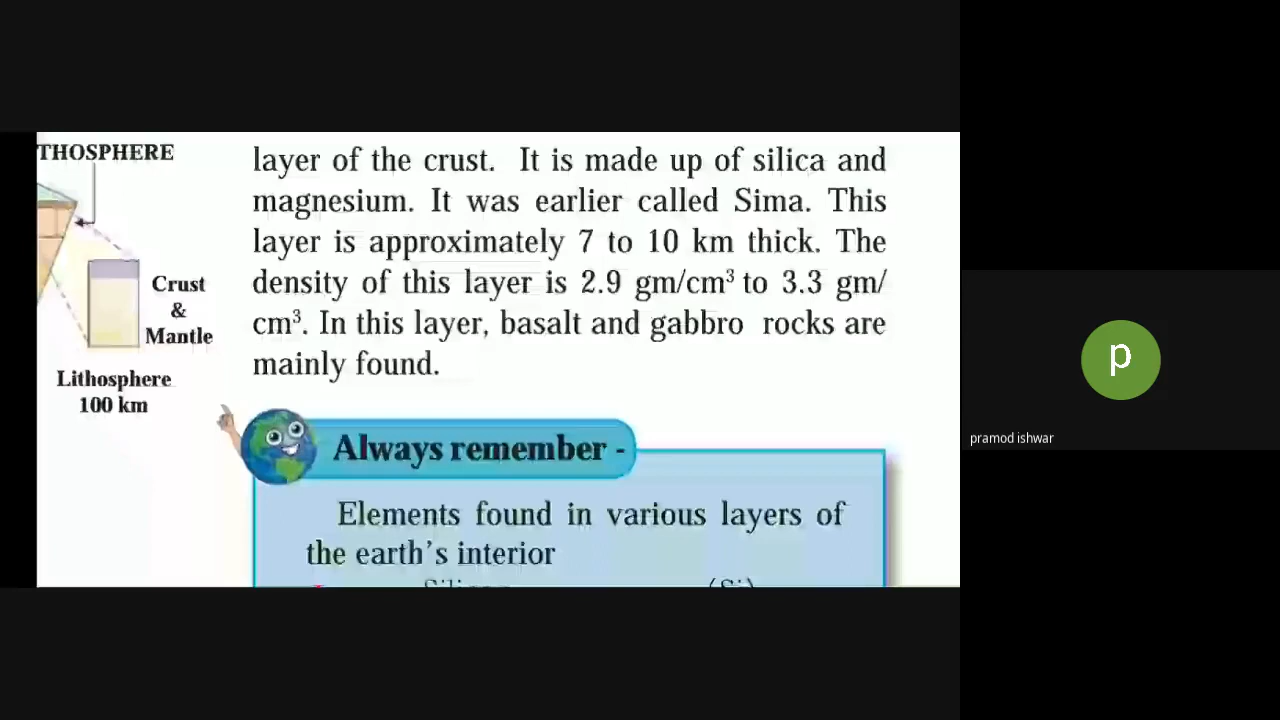 THOSPHERE
Crust
&
Mantle
Lithosphere
100 km
layer of the crust. It is made up of silica and
magnesium. It was earlier called Sima. This
layer is approximately 7 to 10 km thick. The
density of this layer is 2.9 gm/cm³ to 3.3 gm/
cm³. In this layer, basalt and gabbro rocks are
mainly found.
Always remember -
Elements found in various layers of
the earth's interior
Silicon (Si)
p
pramod ishwar